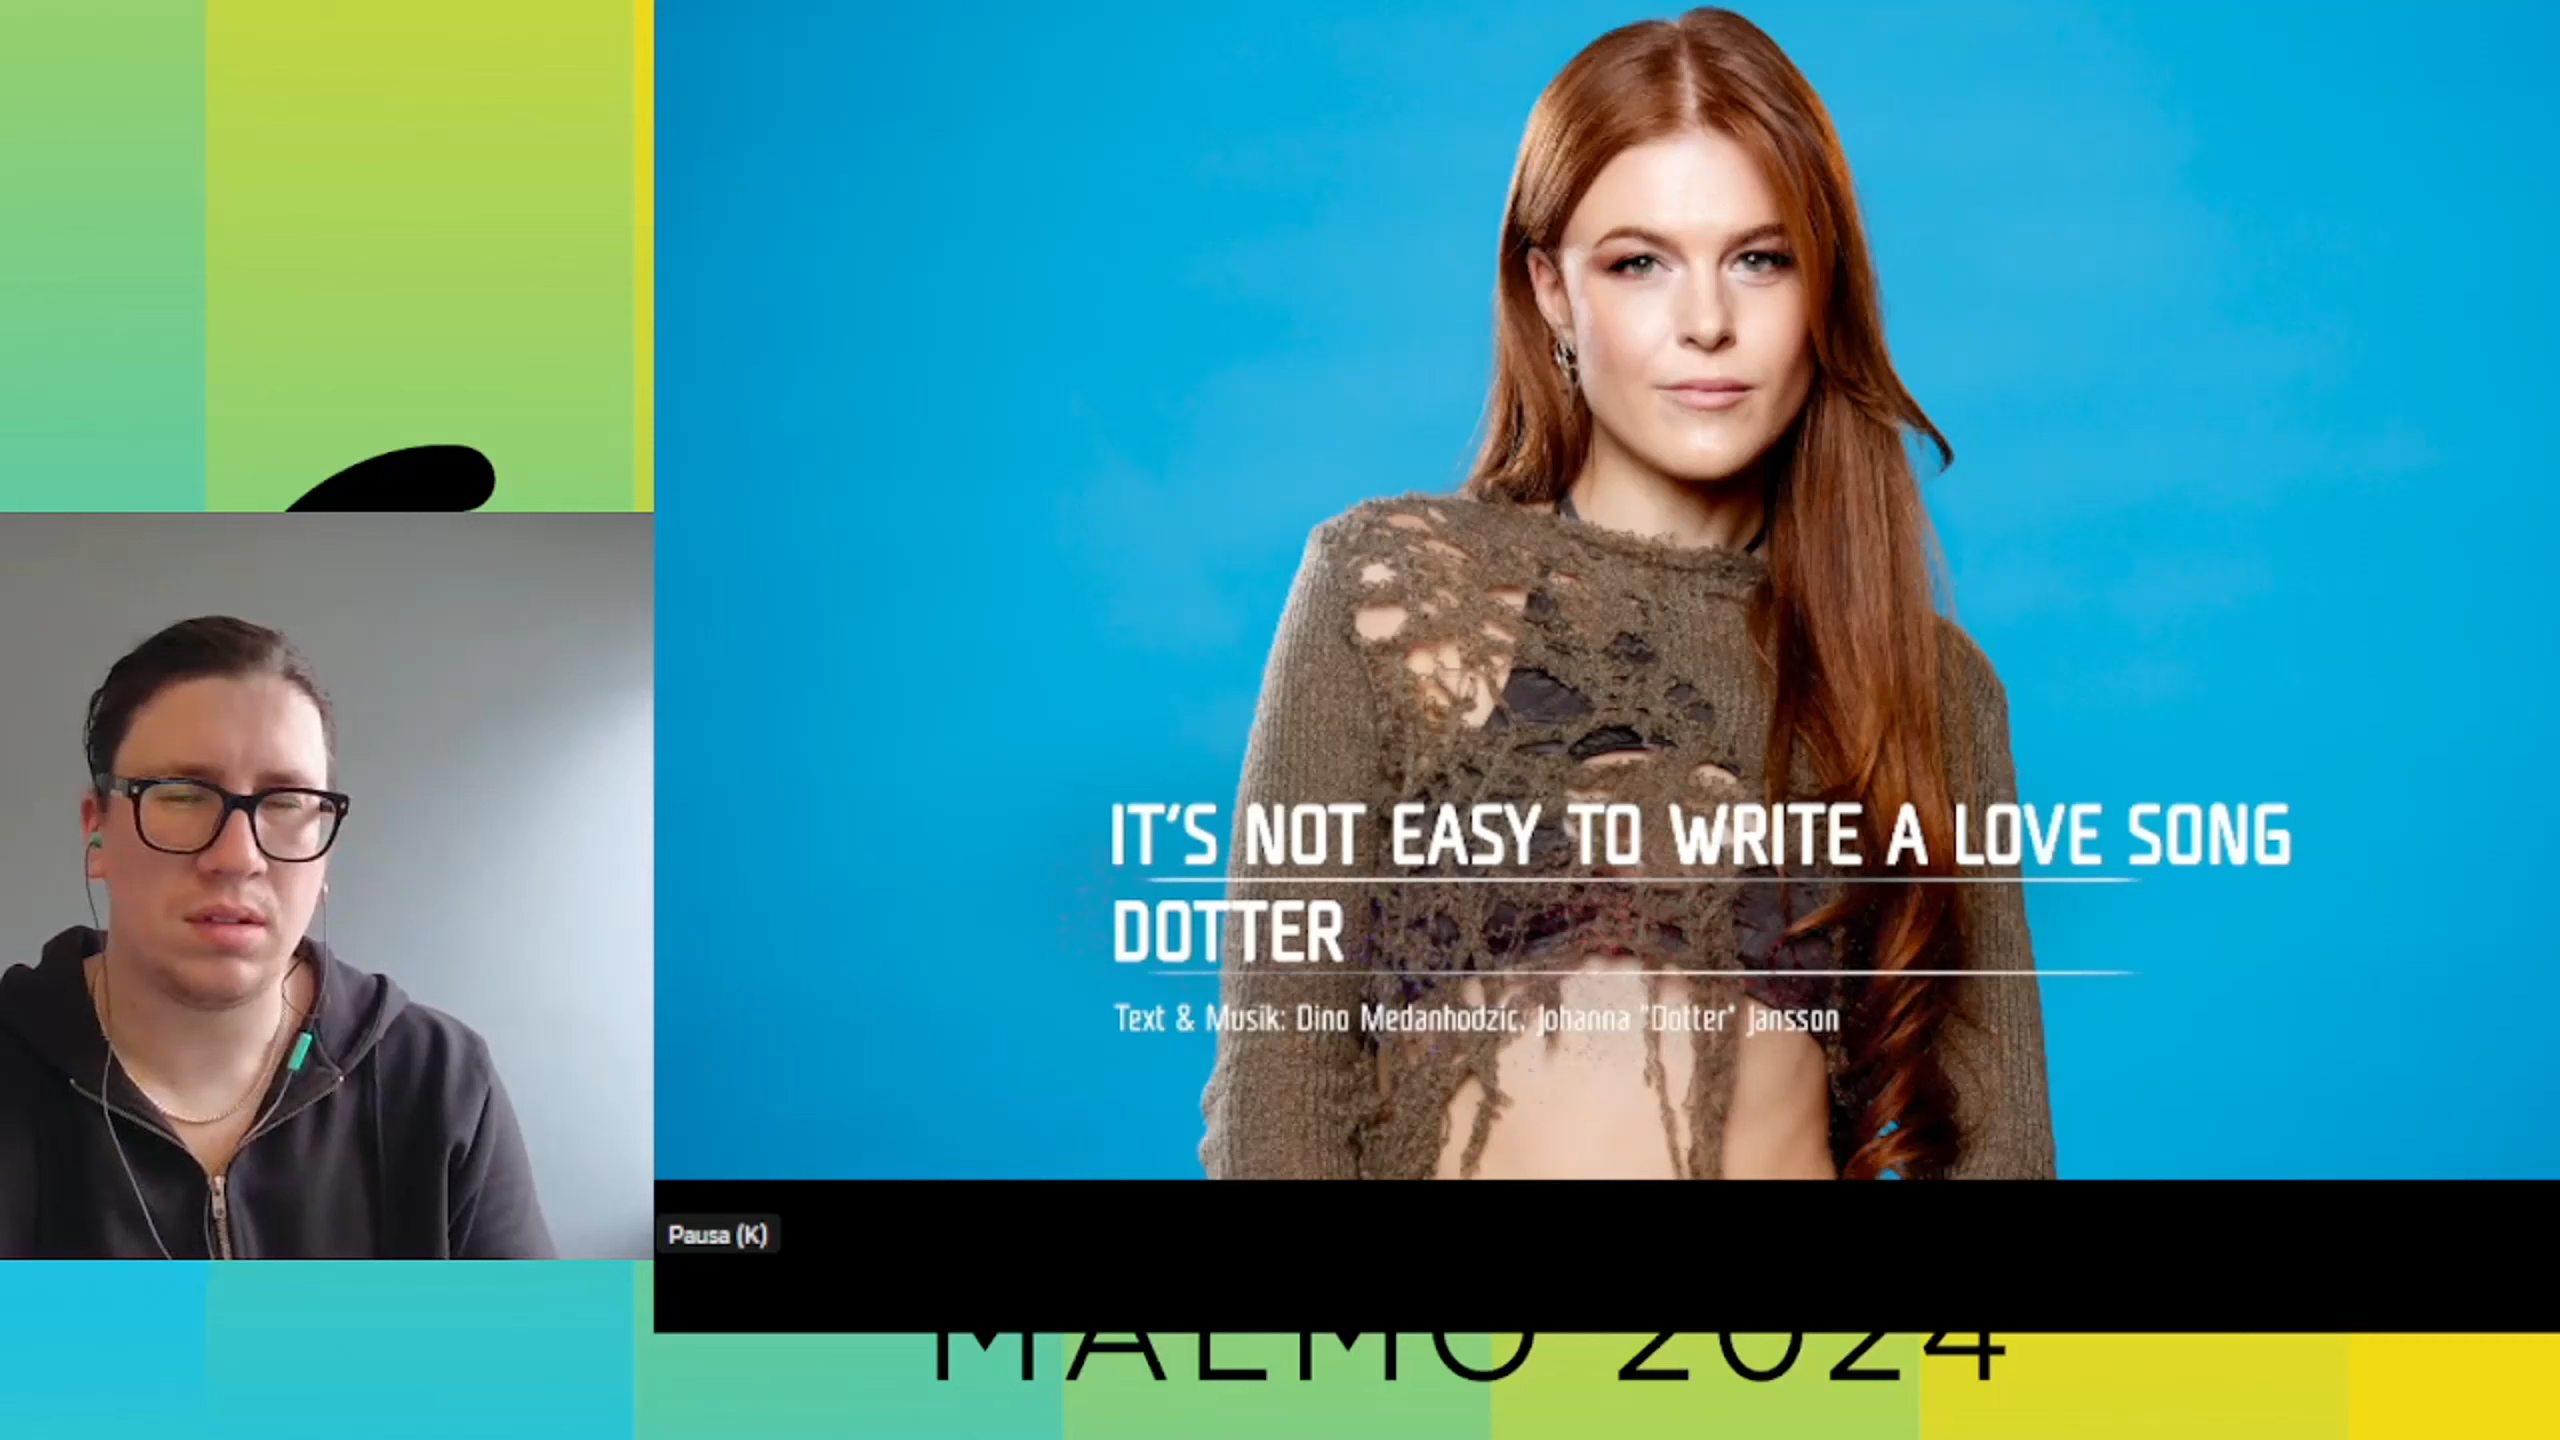 IT'S NOT EASY TO WRITE A LOVE SONG
DOTTER
Text & Musik: Dino Medanhodzic, Johanna "Dotter" Jansson
Pausa (K)
MALMÖ 2024